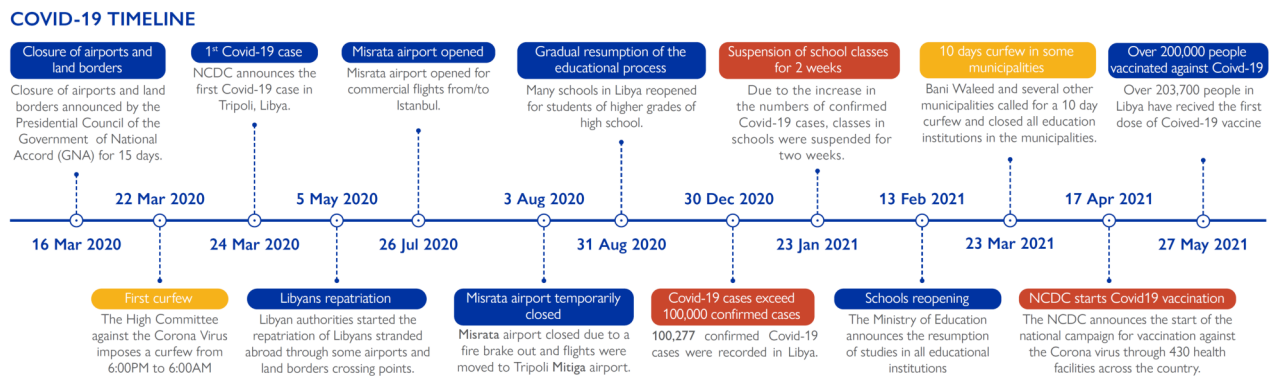 COVID-19 TIMELINE
Closure of airports and
land borders
Closure of airports and land
borders announced by the
Presidential Council of the
Government of National
Accord (GNA) for 15 days.
1st Covid-19 case
NCDC announces the
first Covid-19 case in
Tripoli, Libya.
Misrata airport opened
Misrata airport opened for
commercial flights from/to
Istanbul.
Gradual resumption of the
educational process
Many schools in Libya reopened
for students of higher grades of
high school.
Suspension of school classes
for 2 weeks
Due to the increase
in the numbers of confirmed
Covid-19 cases, classes in
schools were suspended for
two weeks.
10 days curfew in some
municipalities
Bani Waleed and several other
municipalities called for a 10 day
curfew and closed all education
institutions in the municipalities.
Over 200,000 people
vaccinated against Coivd-19
Over 203,700 people in
Libya have recived the first
dose of Coived-19 vaccine
22 Mar 2020
5 May 2020
3 Aug 2020
30 Dec 2020
13 Feb 2021
17 Apr 2021
16 Mar 2020
24 Mar 2020
26 Jul 2020
31 Aug 2020
23 Jan 2021
23 Mar 2021
27 May 2021
First curfew
The High Committee
against the Corona Virus
imposes a curfew from
6:00PM to 6:00AM
Libyans repatriation
Libyan authorities started the
repatriation of Libyans stranded
abroad through some airports and
land borders crossing points.
Misrata airport temporarily
closed
Misrata airport closed due to a
fire brake out and flights were
moved to Tripoli Mitiga airport.
Covid-19 cases exceed
100,000 confirmed cases
100,277 confirmed Covid-19
cases were recorded in Libya.
Schools reopening
The Ministry of Education
announces the resumption
of studies in all educational
institutions
NCDC starts Covid19 vaccination
The NCDC announces the start of the
national campaign for vaccination against
the Corona virus through 430 health
facilities across the country.